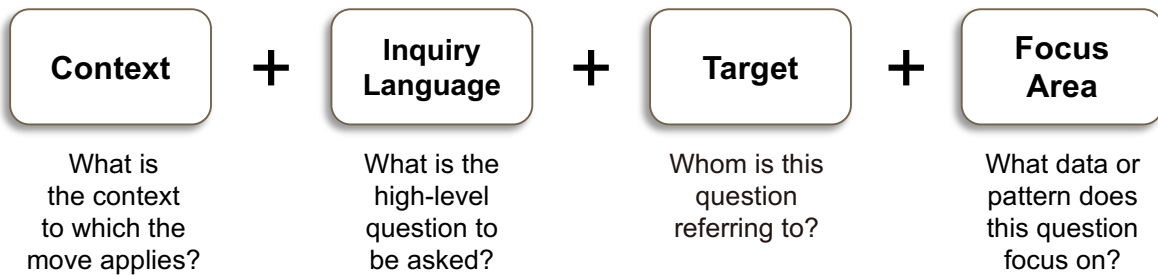 Context
+
Inquiry
Language
+
Target
+
Focus
Area
What is
the context
to which the
move applies?
What is the
high-level
question to
be asked?
Whom is this
question
referring to?
What data or
pattern does
this question
focus on?